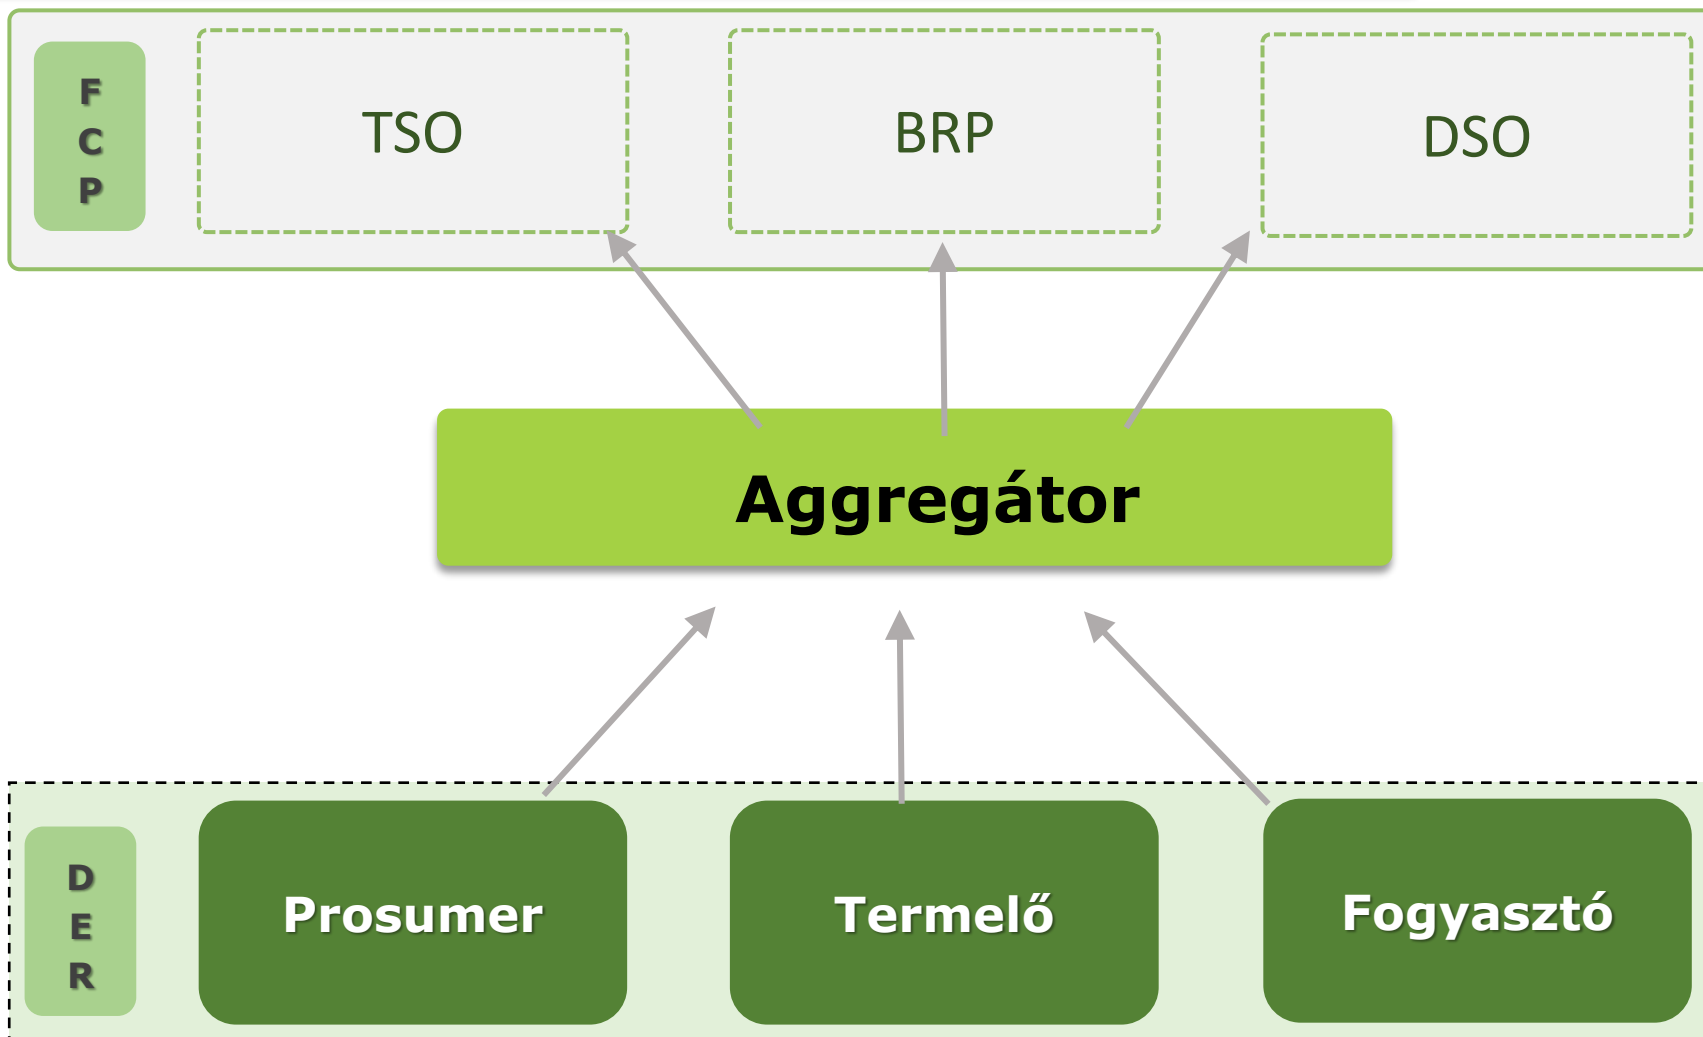 F
C
P
TSO
BRP
DSO
Aggregátor
D
E
R
Prosumer
Termelő
Fogyasztó